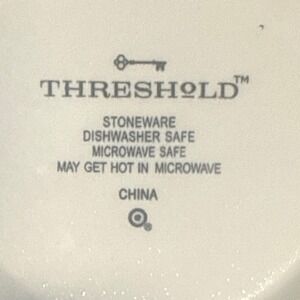 THRESHOLD™
STONEWARE
DISHWASHER SAFE
MICROWAVE SAFE
MAY GET HOT IN MICROWAVE
CHINA
®